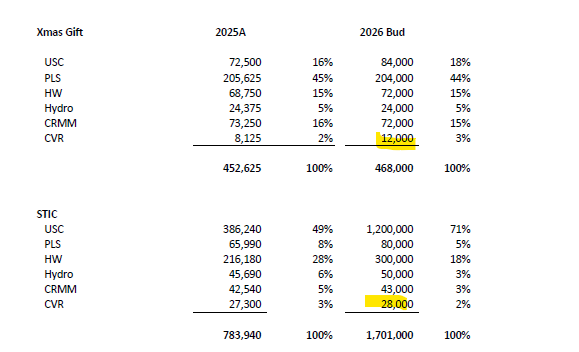 Xmas Gift 2025A 2026 Bud
USC 72,500 16% 84,000 18%
PLS 205,625 45% 204,000 44%
HW 68,750 15% 72,000 15%
Hydro 24,375 5% 24,000 5%
CRMM 73,250 16% 72,000 15%
CVR 8,125 2% 12,000 3%
452,625 100% 468,000 100%
STIC
USC 386,240 49% 1,200,000 71%
PLS 65,990 8% 80,000 5%
HW 216,180 28% 300,000 18%
Hydro 45,690 6% 50,000 3%
CRMM 42,540 5% 43,000 3%
CVR 27,300 3% 28,000 2%
783,940 100% 1,701,000 100%